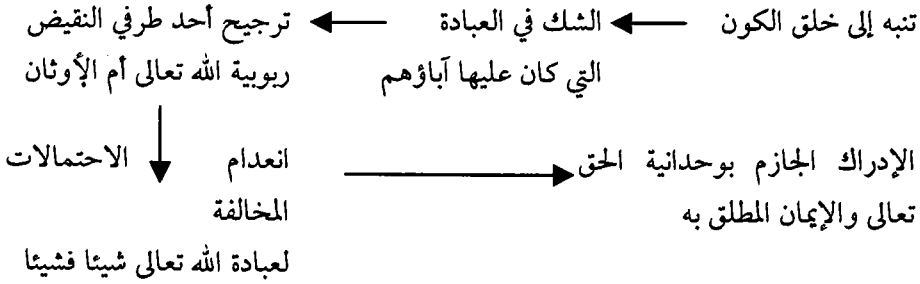 تنبه إلى خلق الكون
الشك في العبادة
التي كان عليها آباؤهم
ترجيح أحد طرفي النقيض
ربوبية الله تعالى أم الأوثان
انعدام الاحتمالات
المخالفة
لعبادة الله تعالى شيئا فشيئا
الإدراك الجازم بوحدانية الحق
تعالى والإيمان المطلق به